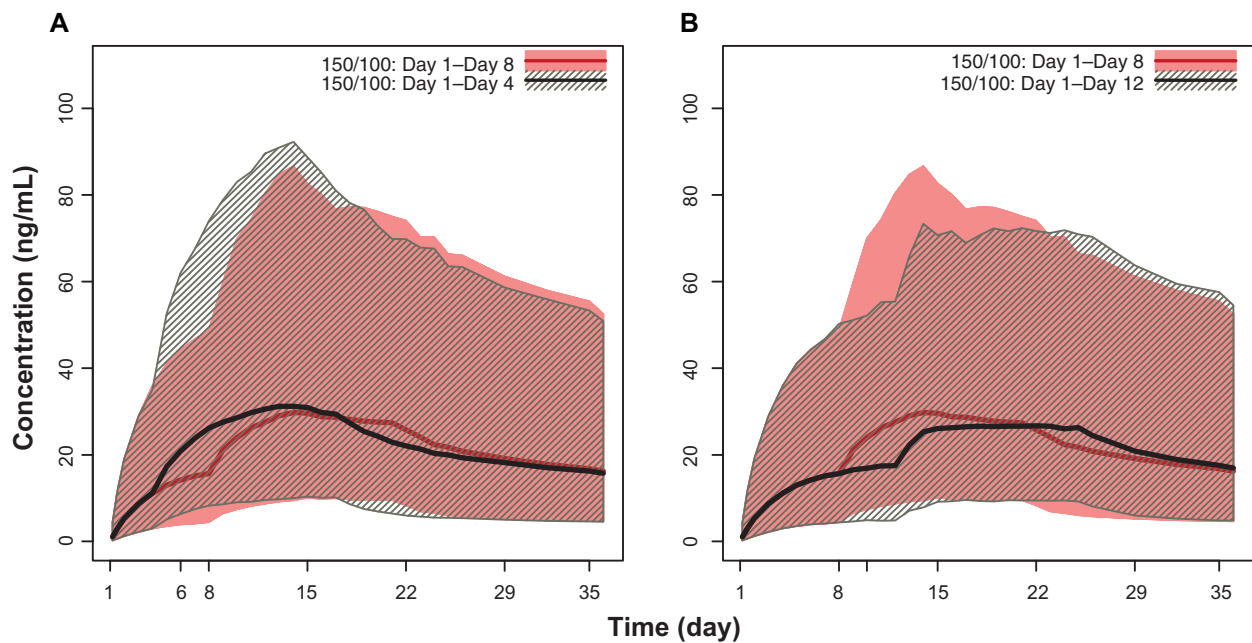 A
150/100: Day 1–Day 8
150/100: Day 1–Day 4
Concentration (ng/mL)
100
80
60
40
20
0
1 6 8 15 22 29 35
B
150/100: Day 1–Day 8
150/100: Day 1–Day 12
100
80
60
40
20
0
1 8 15 22 29 35
Time (day)